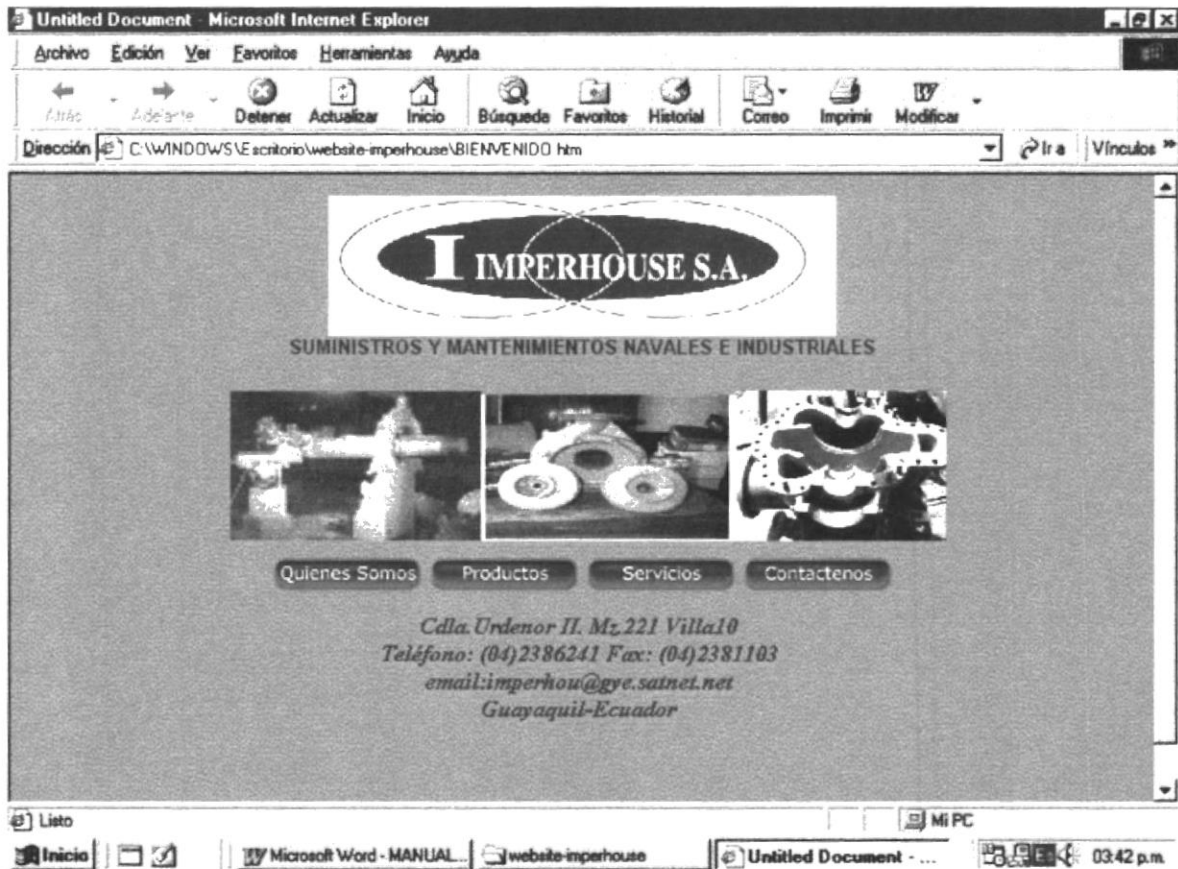 Untitled Document - Microsoft Internet Explorer
Archivo Edición Ver Favoritos Herramientas Ayuda
Atrás Adelante Detener Actualizar Inicio Búsqueda Favoritos Historial Correo Imprimir Modificar
Dirección C:\WINDOWS\Escritorio\website-imperhouse\BIENVENIDO.htm Ir a Vínculos »
I IMPERHOUSE S.A.
SUMINISTROS Y MANTENIMIENTOS NAVALES E INDUSTRIALES
Quienes Somos Productos Servicios Contactenos
Cdla.Urdenor II. Mz.221 Villa10
Teléfono: (04)2386241 Fax: (04)2381103
email:imperhou@gye.satnet.net
Guayaquil-Ecuador
Listo Mi PC
Inicio Microsoft Word - MANUAL... website-imperhouse Untitled Document - ... 03:42 p.m.